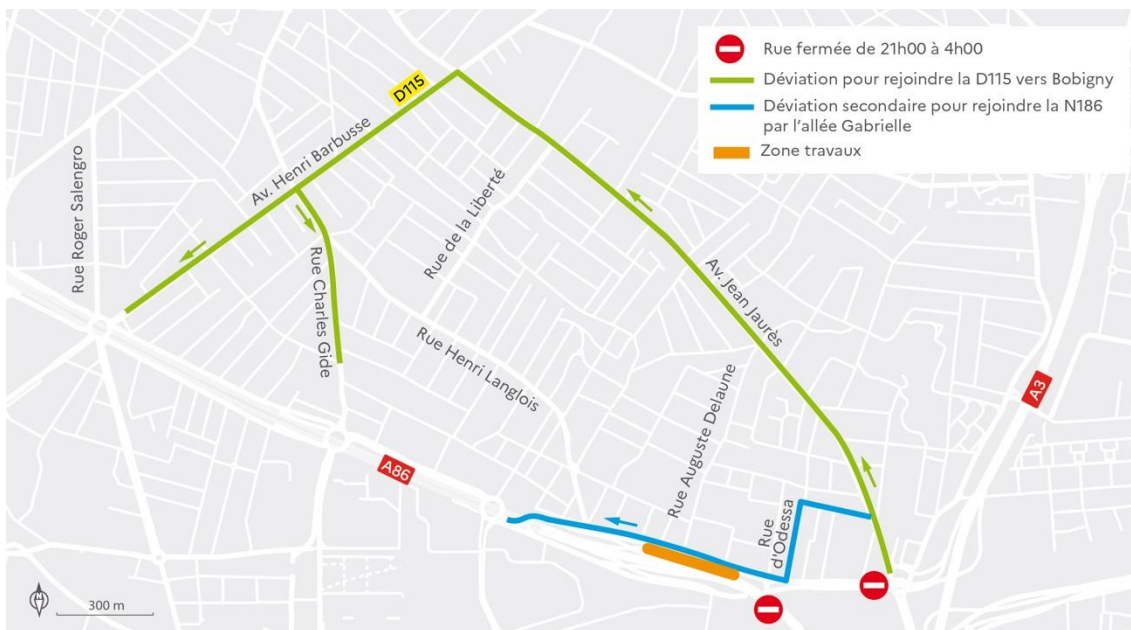 Rue fermée de 21h00 à 4h00
Déviation pour rejoindre la D115 vers Bobigny
Déviation secondaire pour rejoindre la N186
par l'allée Gabrielle
Zone travaux
D115
Av. Henri Barbusse
Rue Roger Salengro
Rue de la Liberté
Rue Charles Gide
Av. Jean Jaurès
Rue Henri Langlois
Rue Auguste Delaune
A3
A86
Rue
d'Odessa
300 m